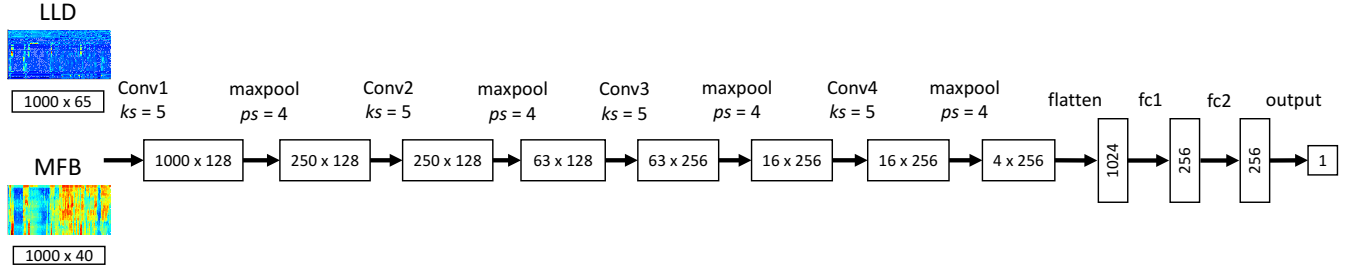 LLD
1000 x 65
MFB
1000 x 40
Conv1
ks = 5
1000 x 128
maxpool
ps = 4
250 x 128
Conv2
ks = 5
250 x 128
maxpool
ps = 4
63 x 128
Conv3
ks = 5
63 x 256
maxpool
ps = 4
16 x 256
Conv4
ks = 5
16 x 256
maxpool
ps = 4
4 x 256
flatten
1024
fc1
256
fc2
256
output
1